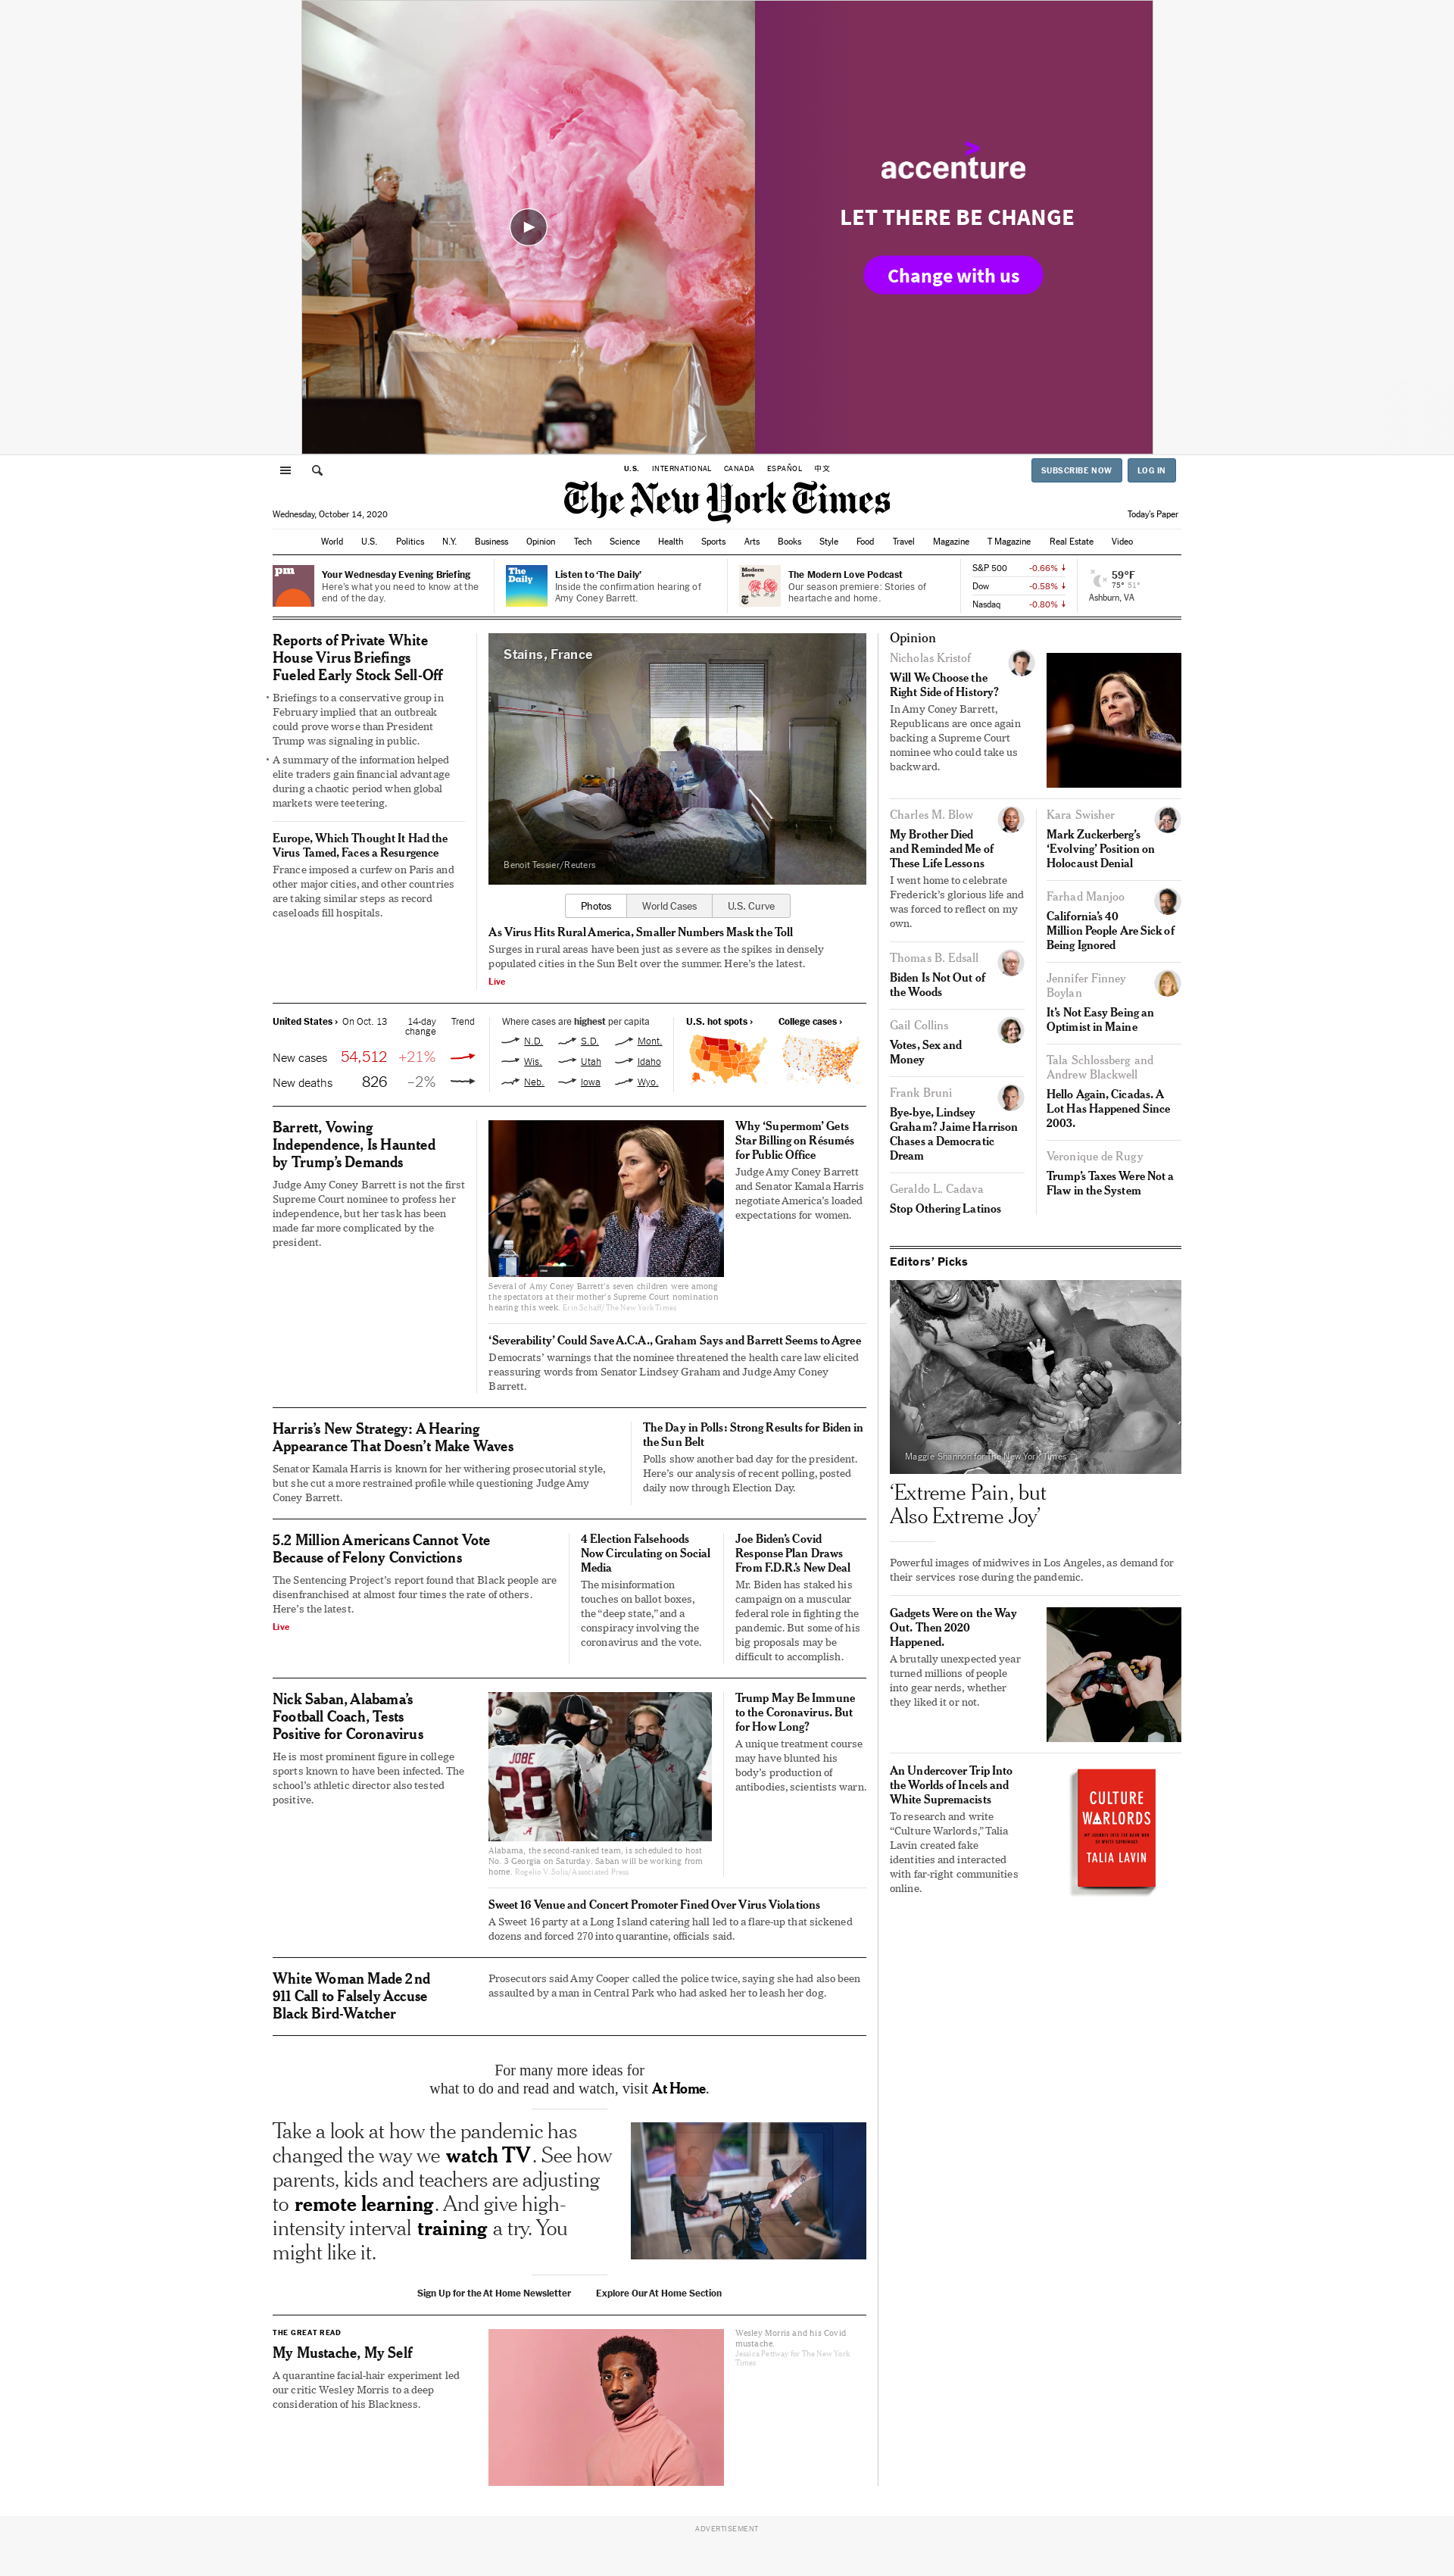 accenture
LET THERE BE CHANGE
Change with us
U.S.
INTERNATIONAL
CANADA
ESPAÑOL
中文
SUBSCRIBE NOW
LOG IN
The New York Times
Wednesday, October 14, 2020
Today's Paper
World
U.S.
Politics
N.Y.
Business
Opinion
Tech
Science
Health
Sports
Arts
Books
Style
Food
Travel
Magazine
T Magazine
Real Estate
Video
pm
Your Wednesday Evening Briefing
Here's what you need to know at the
end of the day.
The
Daily
Listen to 'The Daily'
Inside the confirmation hearing of
Amy Coney Barrett.
Modern
Love
The Modern Love Podcast
Our season premiere: Stories of
heartache and home.
S&P 500 -0.66% ↓
Dow -0.58% ↓
Nasdaq -0.80% ↓
59°F
75° 51°
Ashburn, VA
Reports of Private White
House Virus Briefings
Fueled Early Stock Sell-Off
• Briefings to a conservative group in
February implied that an outbreak
could prove worse than President
Trump was signaling in public.
• A summary of the information helped
elite traders gain financial advantage
during a chaotic period when global
markets were teetering.
Europe, Which Thought It Had the
Virus Tamed, Faces a Resurgence
France imposed a curfew on Paris and
other major cities, and other countries
are taking similar steps as record
caseloads fill hospitals.
Stains, France
Benoit Tessier/Reuters
Photos
World Cases
U.S. Curve
As Virus Hits Rural America, Smaller Numbers Mask the Toll
Surges in rural areas have been just as severe as the spikes in densely
populated cities in the Sun Belt over the summer. Here's the latest.
Live
United States › On Oct. 13 14-day Trend
change
New cases 54,512 +21%
New deaths 826 –2%
Where cases are highest per capita
N.D. S.D. Mont.
Wis. Utah Idaho
Neb. Iowa Wyo.
U.S. hot spots ›
College cases ›
Barrett, Vowing
Independence, Is Haunted
by Trump's Demands
Judge Amy Coney Barrett is not the first
Supreme Court nominee to profess her
independence, but her task has been
made far more complicated by the
president.
Several of Amy Coney Barrett's seven children were among
the spectators at their mother's Supreme Court nomination
hearing this week. Erin Schaff/The New York Times
Why 'Supermom' Gets
Star Billing on Résumés
for Public Office
Judge Amy Coney Barrett
and Senator Kamala Harris
negotiate America's loaded
expectations for women.
'Severability' Could Save A.C.A., Graham Says and Barrett Seems to Agree
Democrats' warnings that the nominee threatened the health care law elicited
reassuring words from Senator Lindsey Graham and Judge Amy Coney
Barrett.
Harris's New Strategy: A Hearing
Appearance That Doesn't Make Waves
Senator Kamala Harris is known for her withering prosecutorial style,
but she cut a more restrained profile while questioning Judge Amy
Coney Barrett.
The Day in Polls: Strong Results for Biden in
the Sun Belt
Polls show another bad day for the president.
Here's our analysis of recent polling, posted
daily now through Election Day.
5.2 Million Americans Cannot Vote
Because of Felony Convictions
The Sentencing Project's report found that Black people are
disenfranchised at almost four times the rate of others.
Here's the latest.
Live
4 Election Falsehoods
Now Circulating on Social
Media
The misinformation
touches on ballot boxes,
the "deep state," and a
conspiracy involving the
coronavirus and the vote.
Joe Biden's Covid
Response Plan Draws
From F.D.R.'s New Deal
Mr. Biden has staked his
campaign on a muscular
federal role in fighting the
pandemic. But some of his
big proposals may be
difficult to accomplish.
Nick Saban, Alabama's
Football Coach, Tests
Positive for Coronavirus
He is most prominent figure in college
sports known to have been infected. The
school's athletic director also tested
positive.
JOBE
28
Alabama, the second-ranked team, is scheduled to host
No. 3 Georgia on Saturday. Saban will be working from
home. Rogelio V. Solis/Associated Press
Trump May Be Immune
to the Coronavirus. But
for How Long?
A unique treatment course
may have blunted his
body's production of
antibodies, scientists warn.
Sweet 16 Venue and Concert Promoter Fined Over Virus Violations
A Sweet 16 party at a Long Island catering hall led to a flare-up that sickened
dozens and forced 270 into quarantine, officials said.
White Woman Made 2nd
911 Call to Falsely Accuse
Black Bird-Watcher
Prosecutors said Amy Cooper called the police twice, saying she had also been
assaulted by a man in Central Park who had asked her to leash her dog.
For many more ideas for
what to do and read and watch, visit At Home.
Take a look at how the pandemic has
changed the way we watch TV. See how
parents, kids and teachers are adjusting
to remote learning. And give high-
intensity interval training a try. You
might like it.
Sign Up for the At Home Newsletter
Explore Our At Home Section
THE GREAT READ
My Mustache, My Self
A quarantine facial-hair experiment led
our critic Wesley Morris to a deep
consideration of his Blackness.
Wesley Morris and his Covid
mustache.
Jessica Pettway for The New York
Times
Opinion
Nicholas Kristof
Will We Choose the
Right Side of History?
In Amy Coney Barrett,
Republicans are once again
backing a Supreme Court
nominee who could take us
backward.
Charles M. Blow
My Brother Died
and Reminded Me of
These Life Lessons
I went home to celebrate
Frederick's glorious life and
was forced to reflect on my
own.
Thomas B. Edsall
Biden Is Not Out of
the Woods
Gail Collins
Votes, Sex and
Money
Frank Bruni
Bye-bye, Lindsey
Graham? Jaime Harrison
Chases a Democratic
Dream
Geraldo L. Cadava
Stop Othering Latinos
Kara Swisher
Mark Zuckerberg's
'Evolving' Position on
Holocaust Denial
Farhad Manjoo
California's 40
Million People Are Sick of
Being Ignored
Jennifer Finney
Boylan
It's Not Easy Being an
Optimist in Maine
Tala Schlossberg and
Andrew Blackwell
Hello Again, Cicadas. A
Lot Has Happened Since
2003.
Veronique de Rugy
Trump's Taxes Were Not a
Flaw in the System
Editors' Picks
Maggie Shannon for The New York Times
'Extreme Pain, but
Also Extreme Joy'
Powerful images of midwives in Los Angeles, as demand for
their services rose during the pandemic.
Gadgets Were on the Way
Out. Then 2020
Happened.
A brutally unexpected year
turned millions of people
into gear nerds, whether
they liked it or not.
An Undercover Trip Into
the Worlds of Incels and
White Supremacists
To research and write
"Culture Warlords," Talia
Lavin created fake
identities and interacted
with far-right communities
online.
CULTURE
WARLORDS
MY JOURNEY INTO THE DARK WEB
OF WHITE SUPREMACY
TALIA LAVIN
ADVERTISEMENT